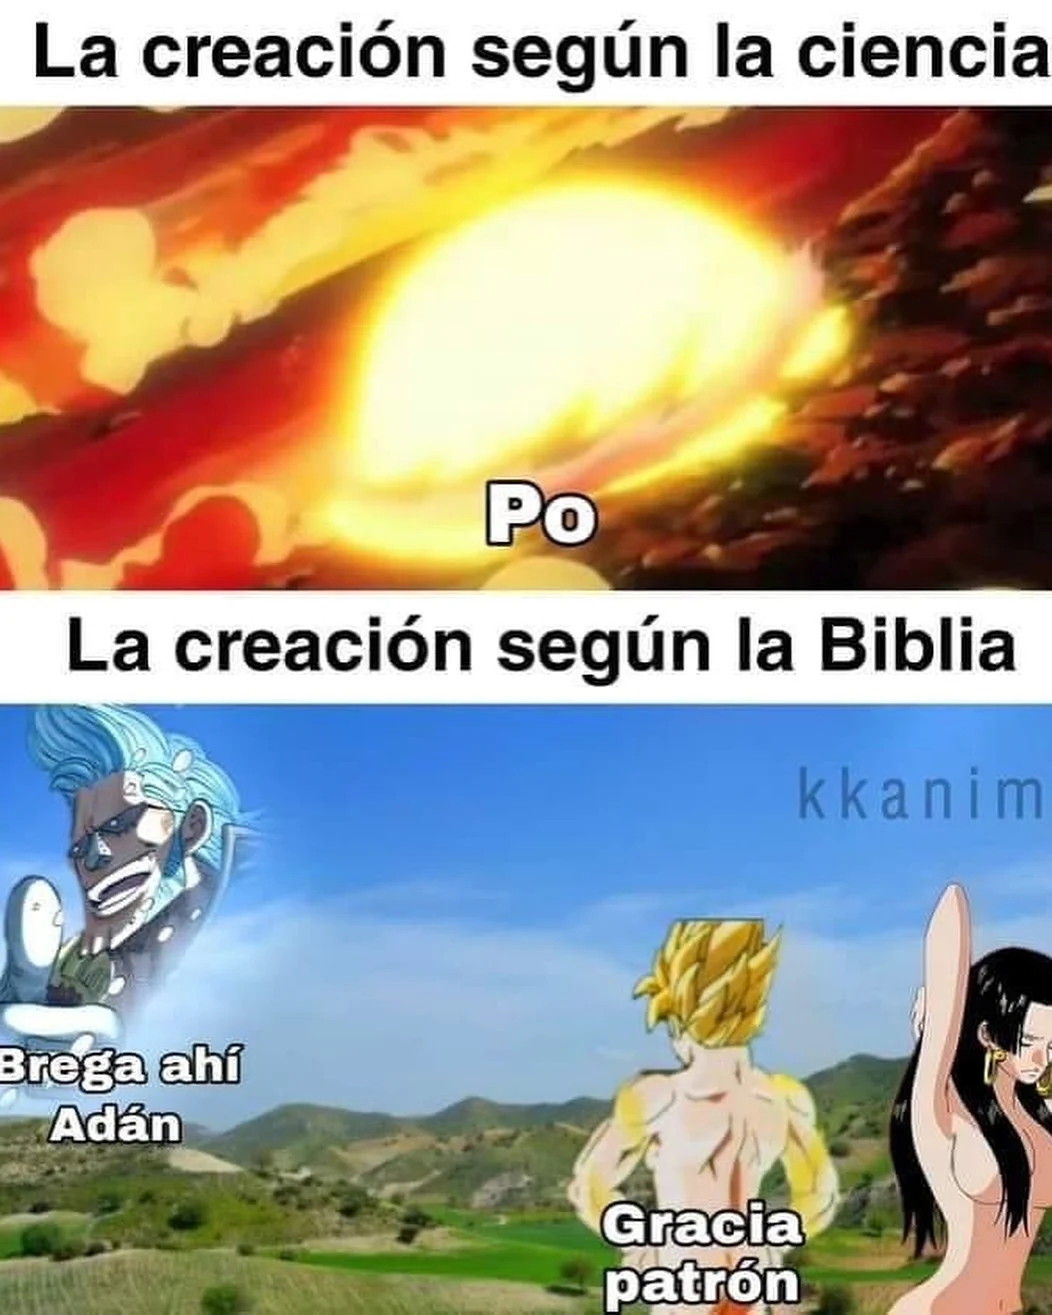 La creación según la ciencia
Po
La creación según la Biblia
kkanim
Brega ahí
Adán
Gracia
patrón